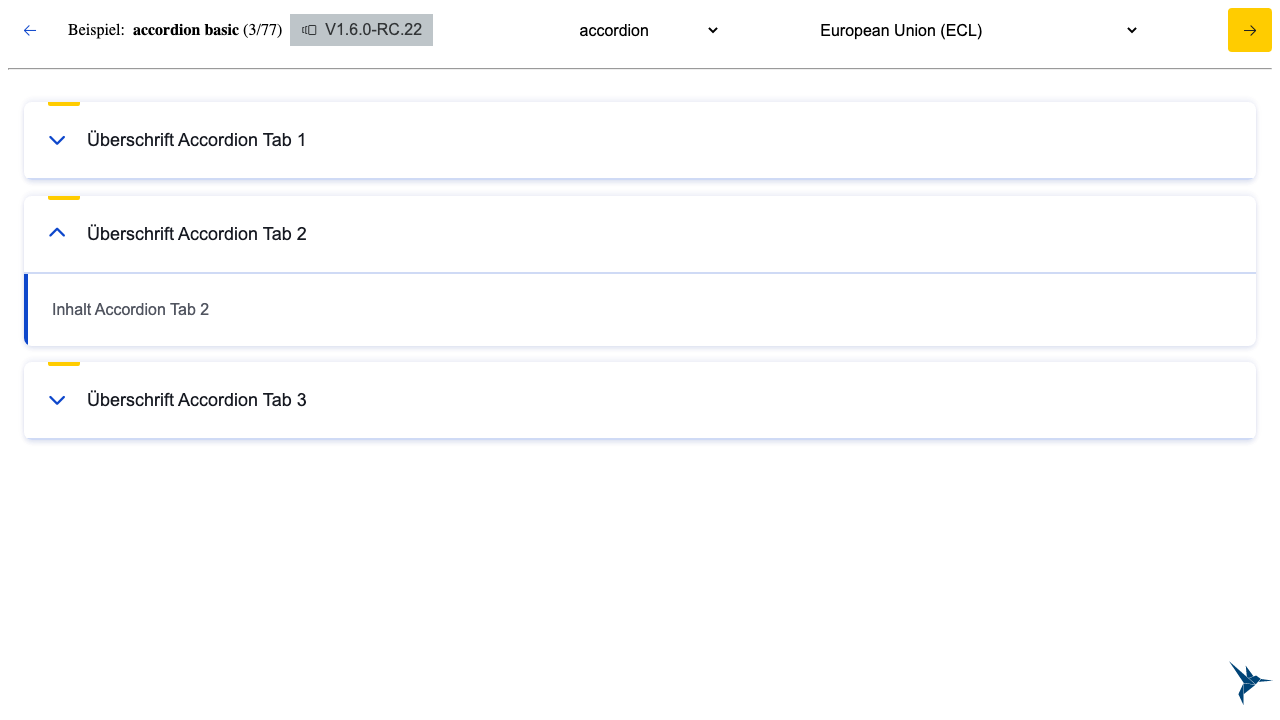 Beispiel: accordion basic (3/77) V1.6.0-RC.22 accordion European Union (ECL)
Überschrift Accordion Tab 1
Überschrift Accordion Tab 2
Inhalt Accordion Tab 2
Überschrift Accordion Tab 3